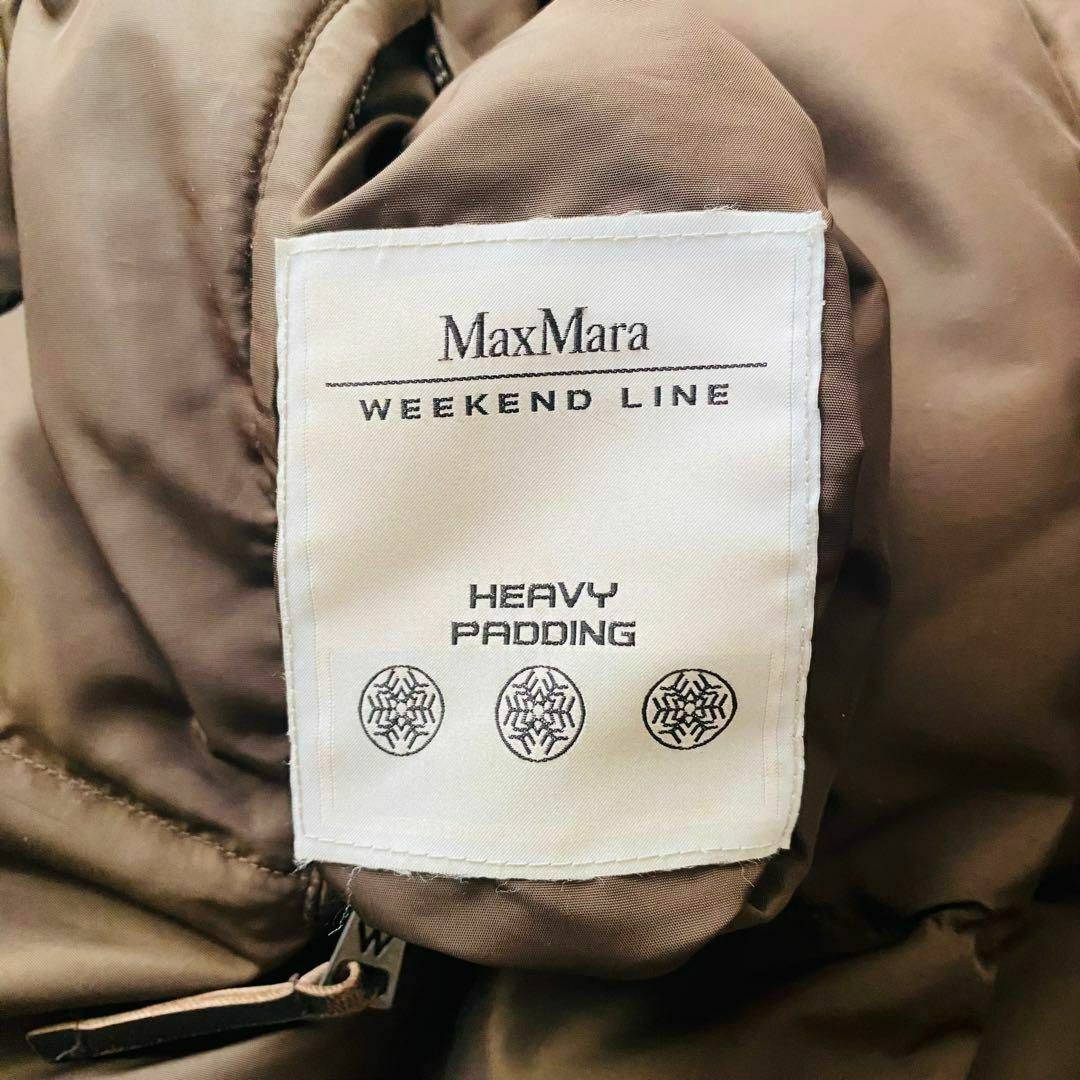 MaxMara
WEEKEND LINE
HEAVY
PADDING
W